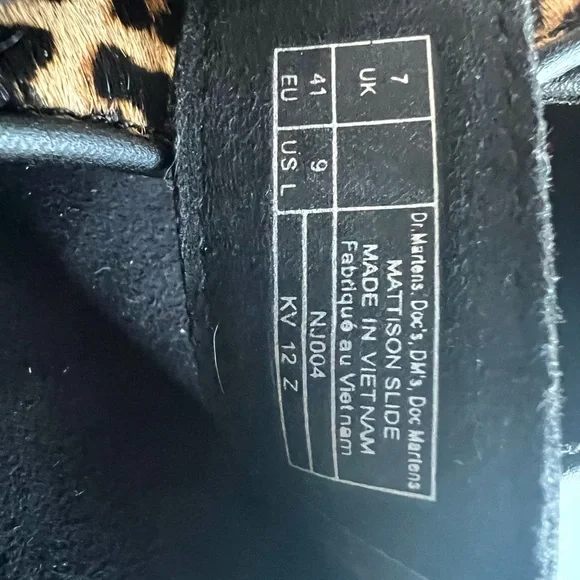 7
UK
41
EU
9
US L
Dr.Martens, Doc's, DM's, Doc Martens
MATTISON SLIDE
MADE IN VIETNAM
Fabriqué au Vietnam
NJ004
KV 12 Z